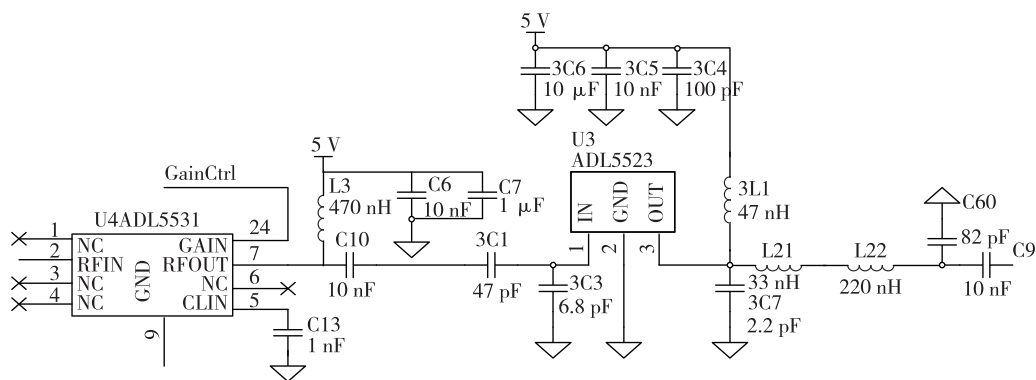 5 V
3C6
10 μF
3C5
10 nF
3C4
100 pF
U3
ADL5523
IN
GND
OUT
1
2
3
3L1
47 nH
5 V
GainCtrl
L3
470 nH
C6
10 nF
C7
1 μF
U4ADL5531
1
2
3
4
NC
RFIN
NC
NC
GND
GAIN
RFOUT
NC
CLIN
24
7
6
5
9
C13
1 nF
C10
10 nF
3C1
47 pF
3C3
6.8 pF
L21
33 nH
3C7
2.2 pF
L22
220 nH
C60
82 pF
C9
10 nF